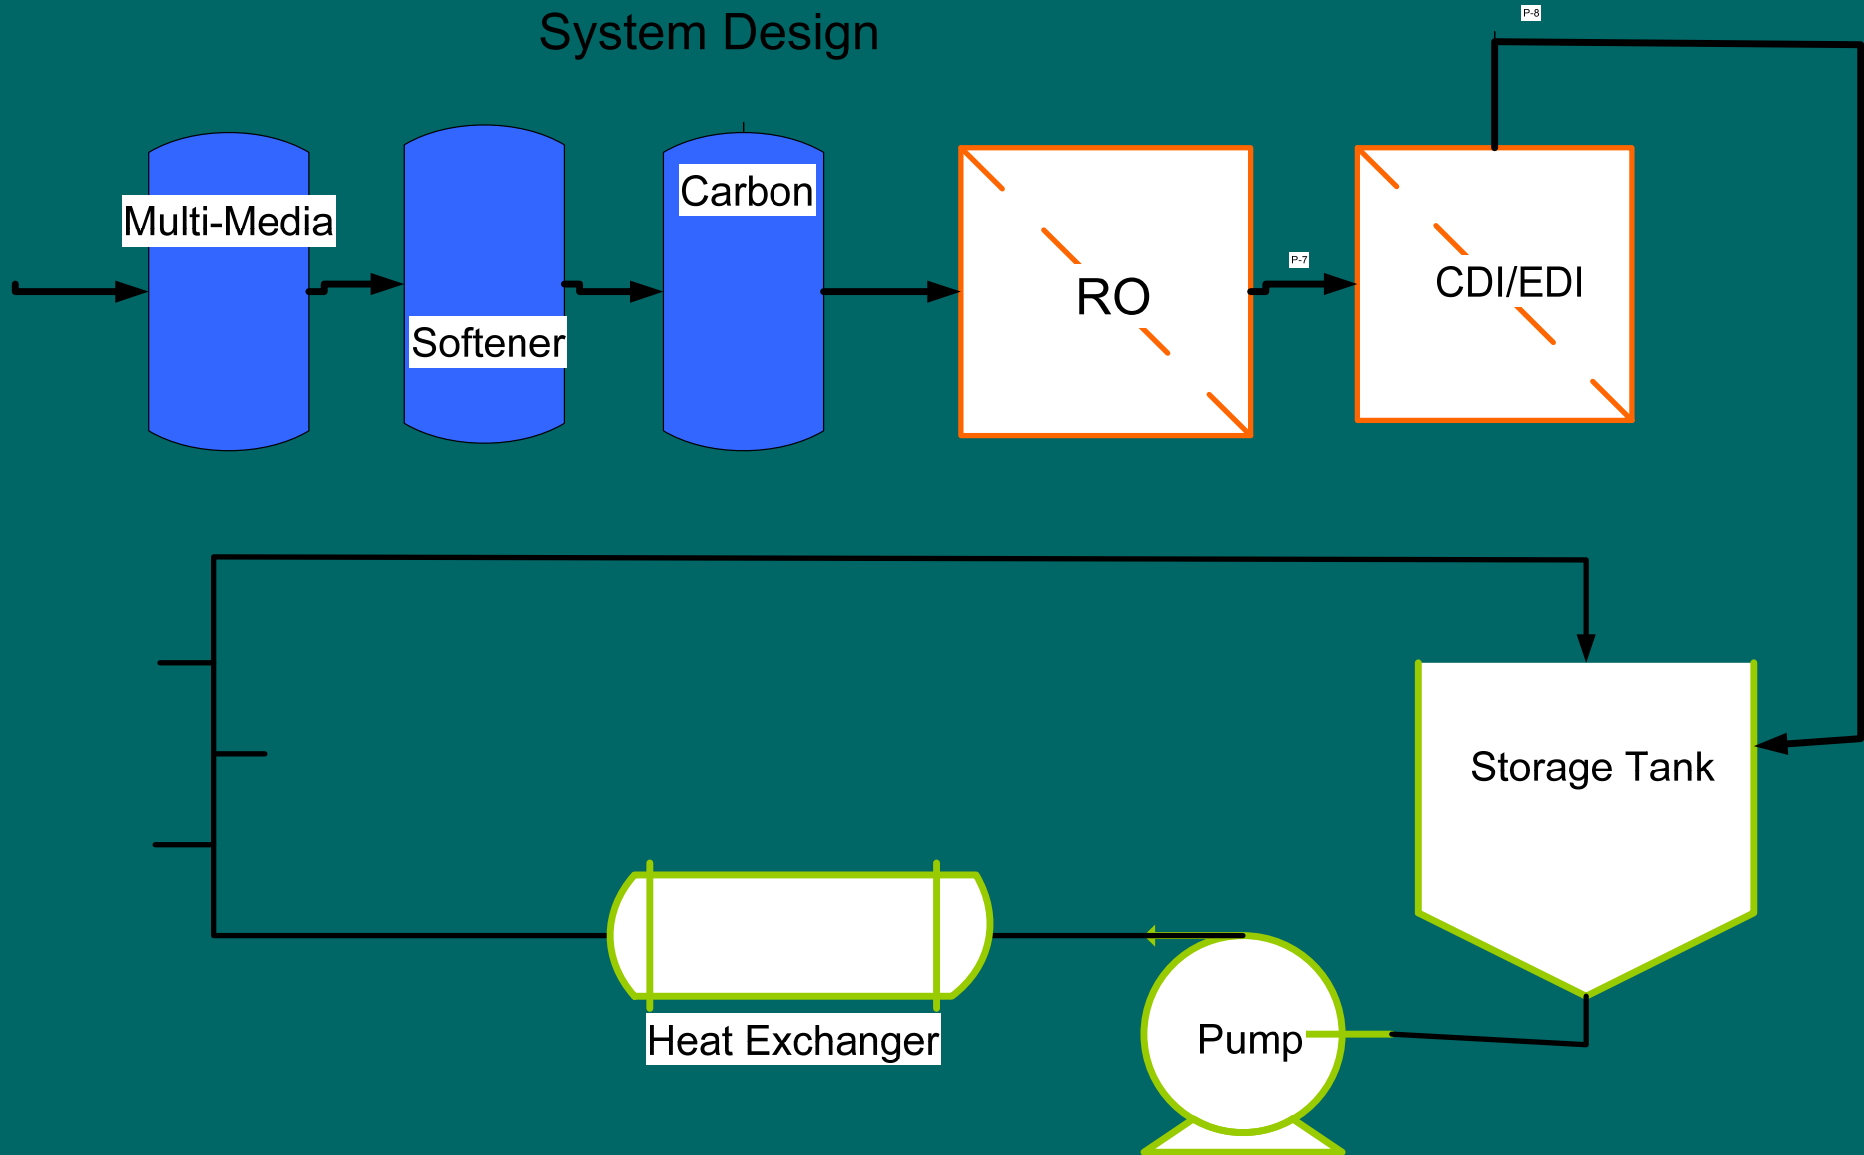 System Design
P-8
Multi-Media
Softener
Carbon
RO
P-7
CDI/EDI
Storage Tank
Heat Exchanger
Pump